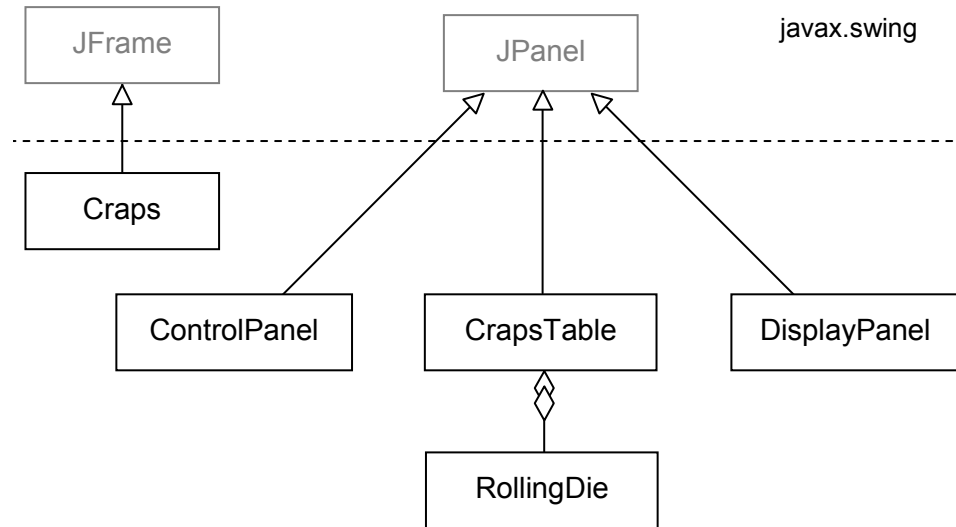 JFrame
JPanel
javax.swing
Craps
ControlPanel
CrapsTable
DisplayPanel
RollingDie